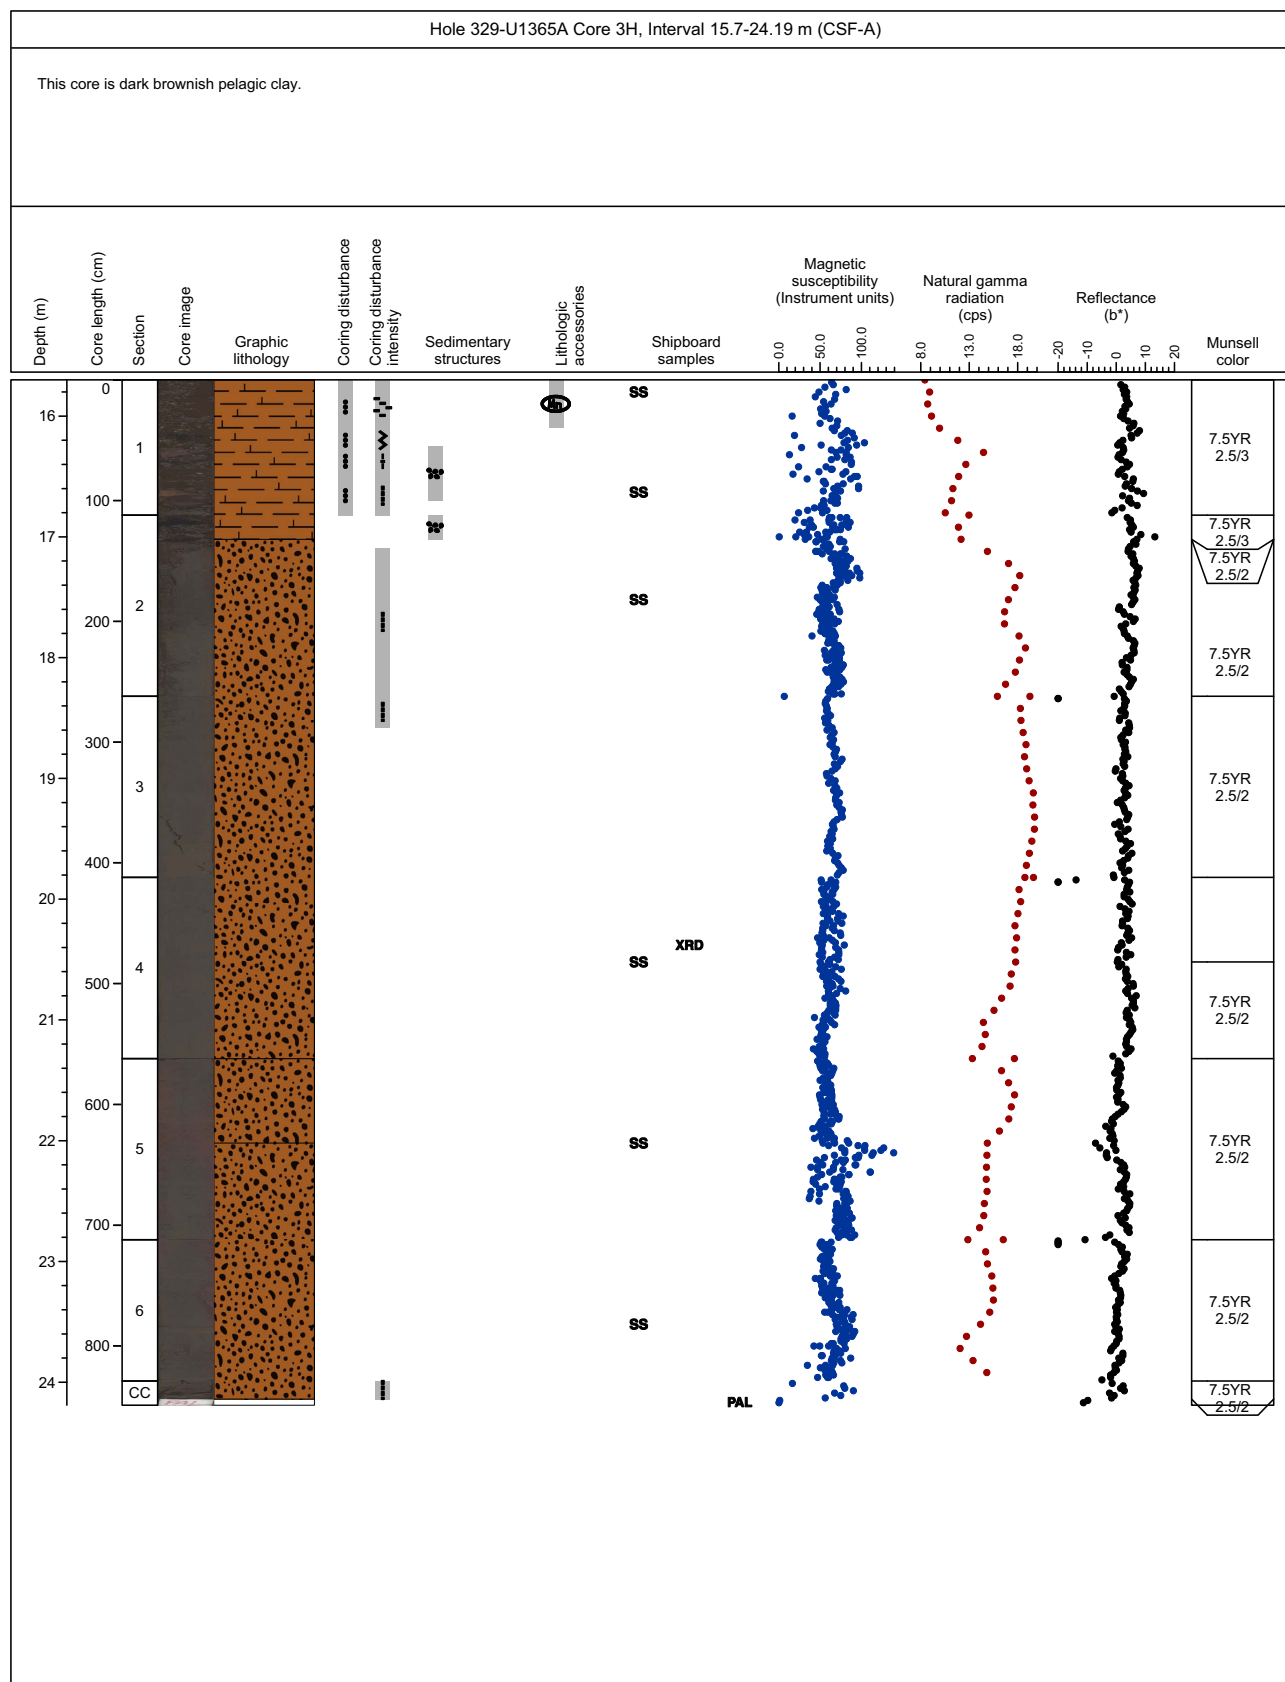 Hole 329-U1365A Core 3H, Interval 15.7-24.19 m (CSF-A)
This core is dark brownish pelagic clay.
Depth (m)
Core length (cm)
Section
Core image
Graphic
lithology
Coring disturbance
Coring disturbance
intensity
Sedimentary
structures
Lithologic
accessories
Shipboard
samples
Magnetic
susceptibility
(Instrument units)
0.0
50.0
100.0
Natural gamma
radiation
(cps)
8.0
13.0
18.0
Reflectance
(b*)
-20
-10
0
10
20
Munsell
color
16
17
18
19
20
21
22
23
24
0
100
200
300
400
500
600
700
800
1
2
3
4
5
6
CC
SS
SS
SS
XRD
SS
SS
SS
PAL
7.5YR
2.5/3
7.5YR
2.5/3
7.5YR
2.5/2
7.5YR
2.5/2
7.5YR
2.5/2
7.5YR
2.5/2
7.5YR
2.5/2
7.5YR
2.5/2
7.5YR
2.5/2